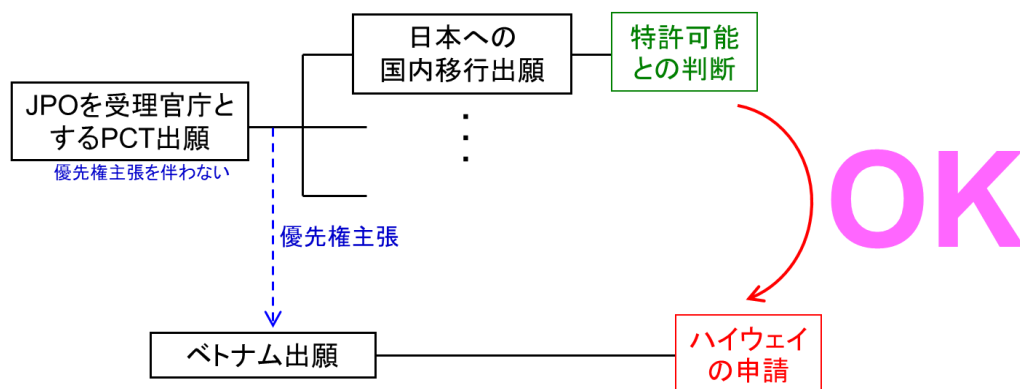 日本への
国内移行出願
特許可能
との判断
JPOを受理官庁と
するPCT出願
優先権主張を伴わない
優先権主張
OK
ベトナム出願
ハイウェイ
の申請